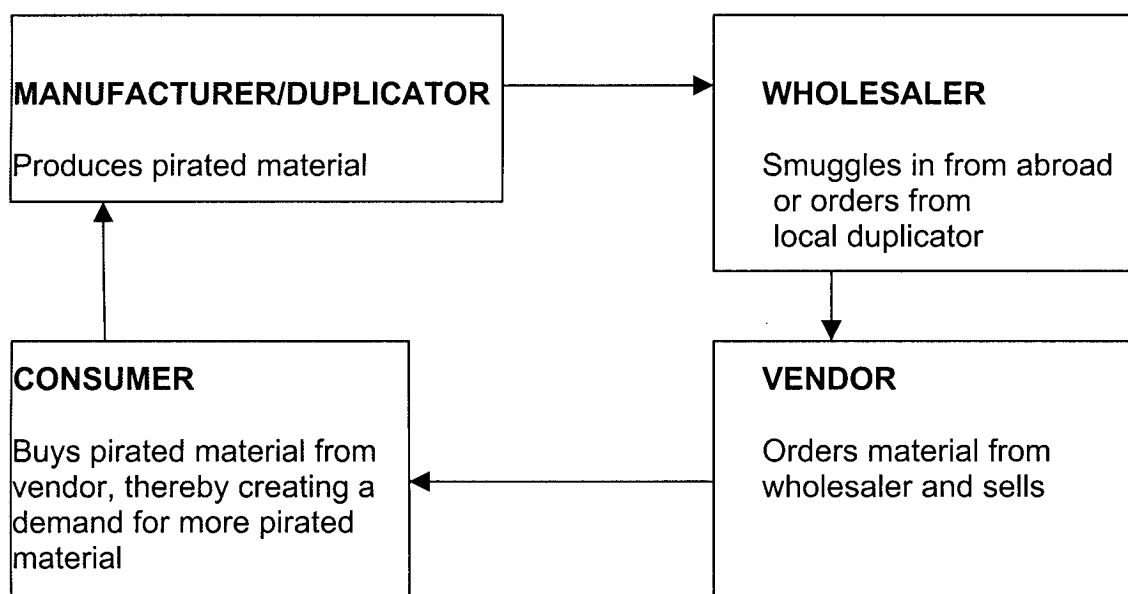 MANUFACTURER/DUPLICATOR
Produces pirated material
WHOLESALER
Smuggles in from abroad
or orders from
local duplicator
CONSUMER
Buys pirated material from
vendor, thereby creating a
demand for more pirated
material
VENDOR
Orders material from
wholesaler and sells